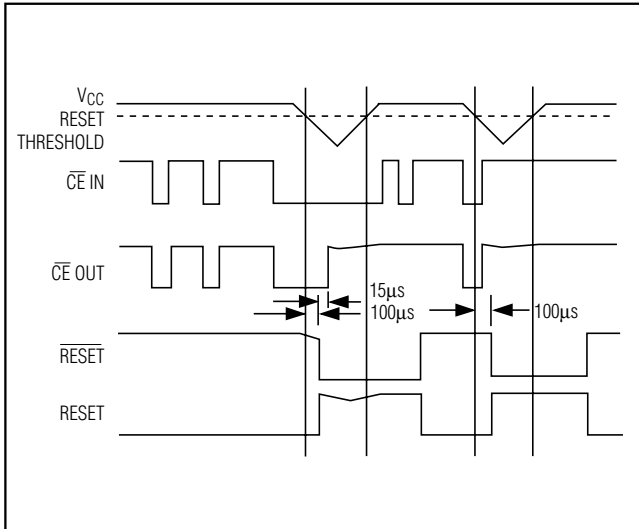 VCC
RESET
THRESHOLD
CE IN
CE OUT
15µs
100µs
100µs
RESET
RESET